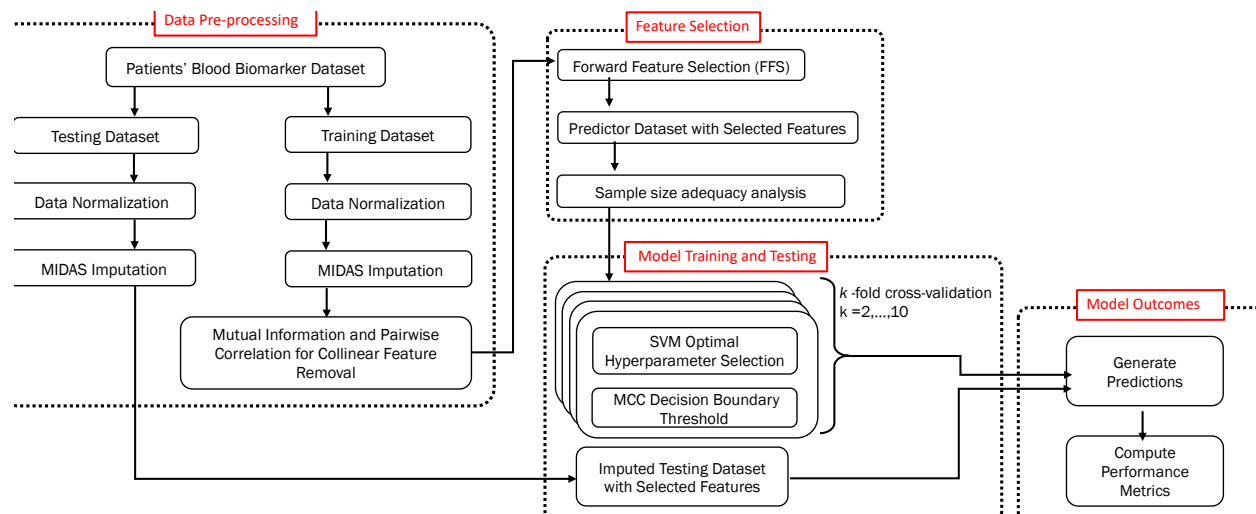 Data Pre-processing
Patients' Blood Biomarker Dataset
Testing Dataset
Training Dataset
Data Normalization
Data Normalization
MIDAS Imputation
MIDAS Imputation
Mutual Information and Pairwise
Correlation for Collinear Feature
Removal
Feature Selection
Forward Feature Selection (FFS)
Predictor Dataset with Selected Features
Sample size adequacy analysis
Model Training and Testing
SVM Optimal
Hyperparameter Selection
MCC Decision Boundary
Threshold
k -fold cross-validation
k =2,...,10
Imputed Testing Dataset
with Selected Features
Model Outcomes
Generate
Predictions
Compute
Performance
Metrics